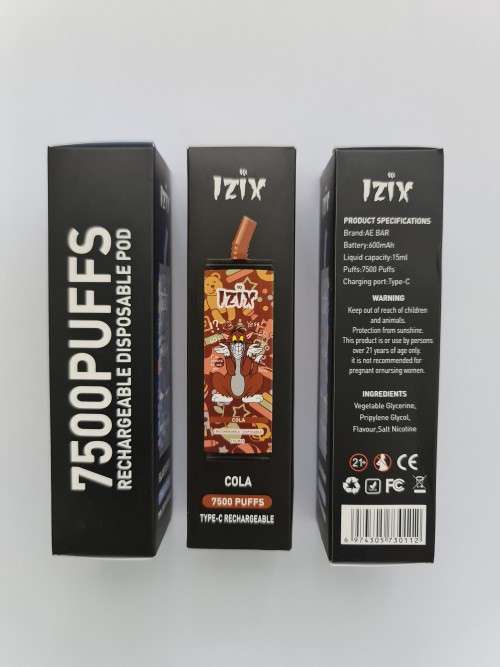 7500PUFFS
RECHARGEABLE DISPOSABLE POD
IZIX
IZIX
COLA
COLA
7500 PUFFS
TYPE-C RECHARGEABLE
IZIX
PRODUCT SPECIFICATIONS
Brand:AE BAR
Battery:600mAh
Liquid capacity:15ml
Puffs:7500 Puffs
Charging port:Type-C
WARNING
Keep out of reach of children
and animals.
Protection from sunshine.
This product is or use by persons
over 21 years of age only.
it is not recommended for
pregnant ornursing women.
INGREDIENTS
Vegetable Glycerine,
Pripylene Glycol,
Flavour,Salt Nicotine
21+
CE
FC
6 974305 730112